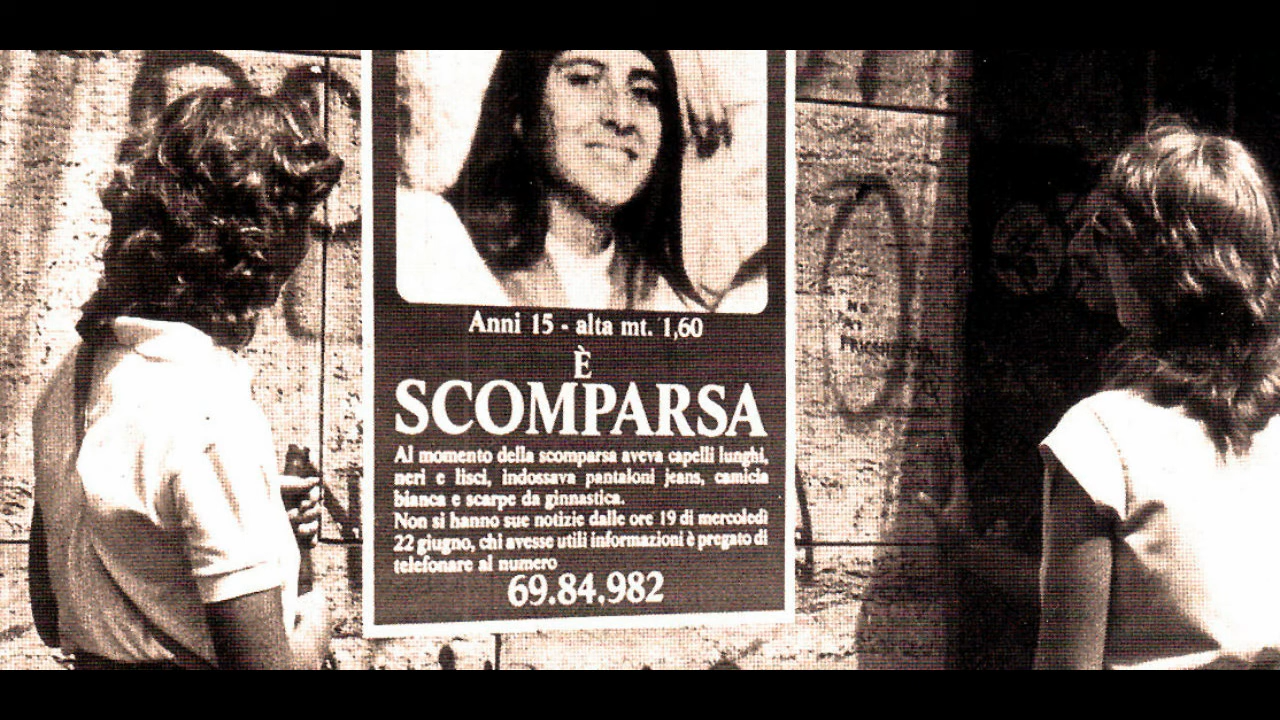 Anni 15 - alta mt. 1,60
È
SCOMPARSA
Al momento della scomparsa aveva capelli lunghi,
neri e lisci, indossava pantaloni jeans, camicia
bianca e scarpe da ginnastica.
Non si hanno sue notizie dalle ore 19 di mercoledì
22 giugno, chi avesse utili informazioni è pregato di
telefonare al numero
69.84.982